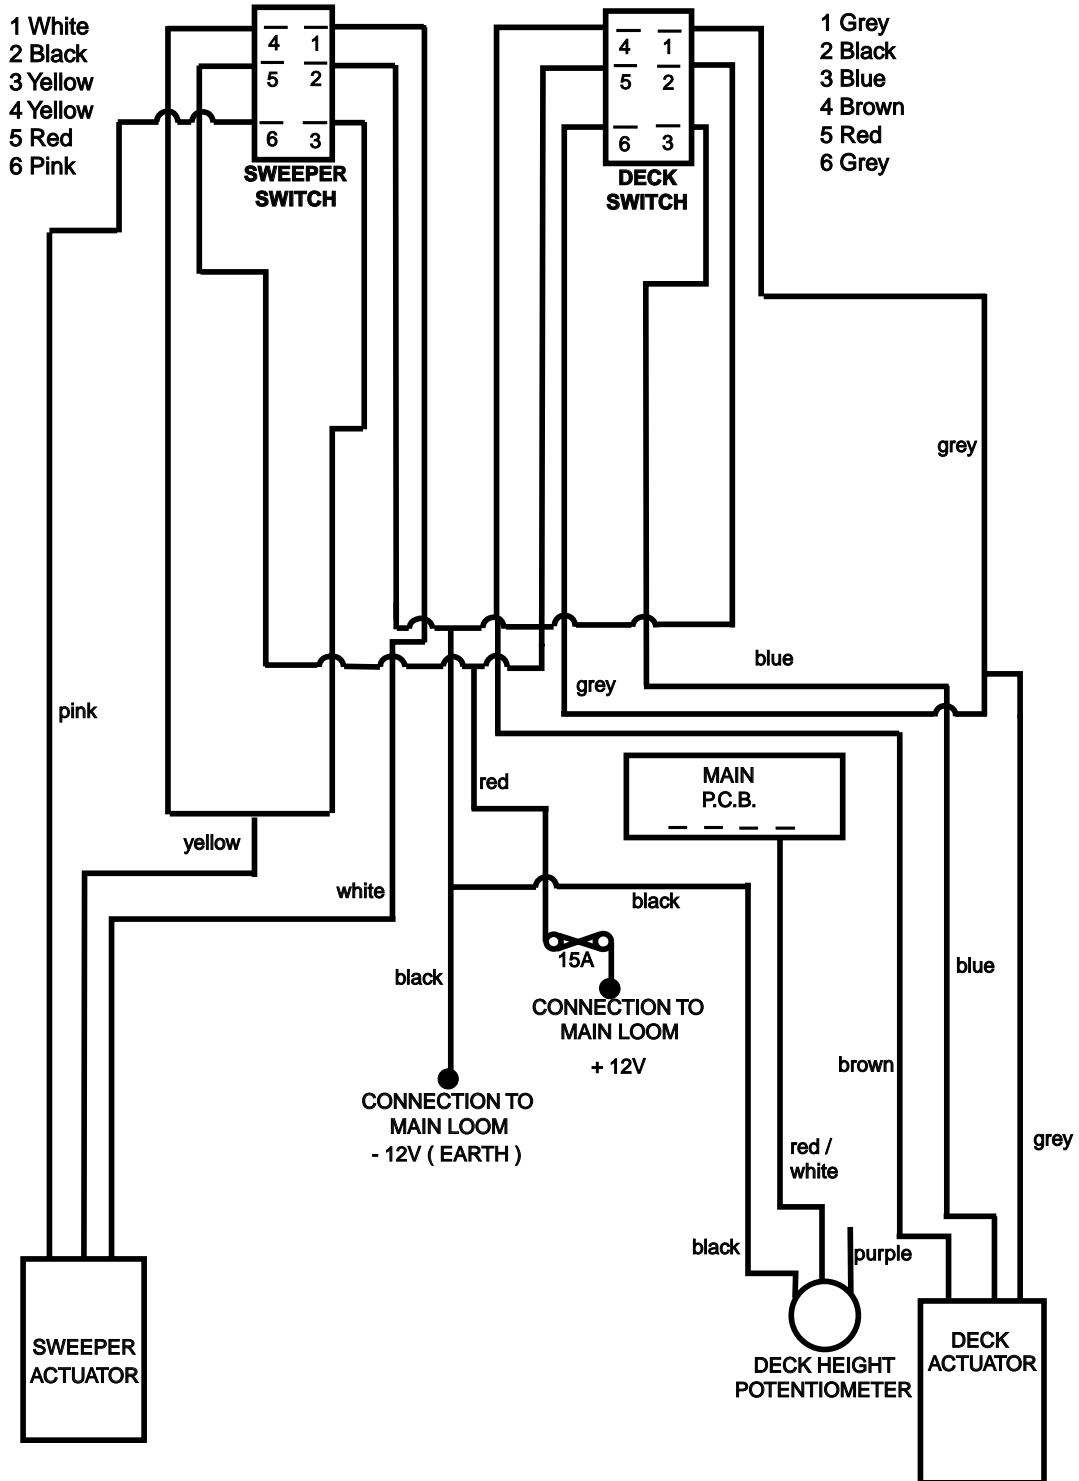 1 White
2 Black
3 Yellow
4 Yellow
5 Red
6 Pink
4 1
5 2
6 3
SWEEPER
SWITCH
4 1
5 2
6 3
DECK
SWITCH
1 Grey
2 Black
3 Blue
4 Brown
5 Red
6 Grey
grey
blue
grey
pink
red
MAIN
P.C.B.
yellow
white
black
15A
black
blue
CONNECTION TO
MAIN LOOM
+ 12V
brown
CONNECTION TO
MAIN LOOM
- 12V ( EARTH )
red /
white
grey
black
purple
SWEEPER
ACTUATOR
DECK HEIGHT
POTENTIOMETER
DECK
ACTUATOR